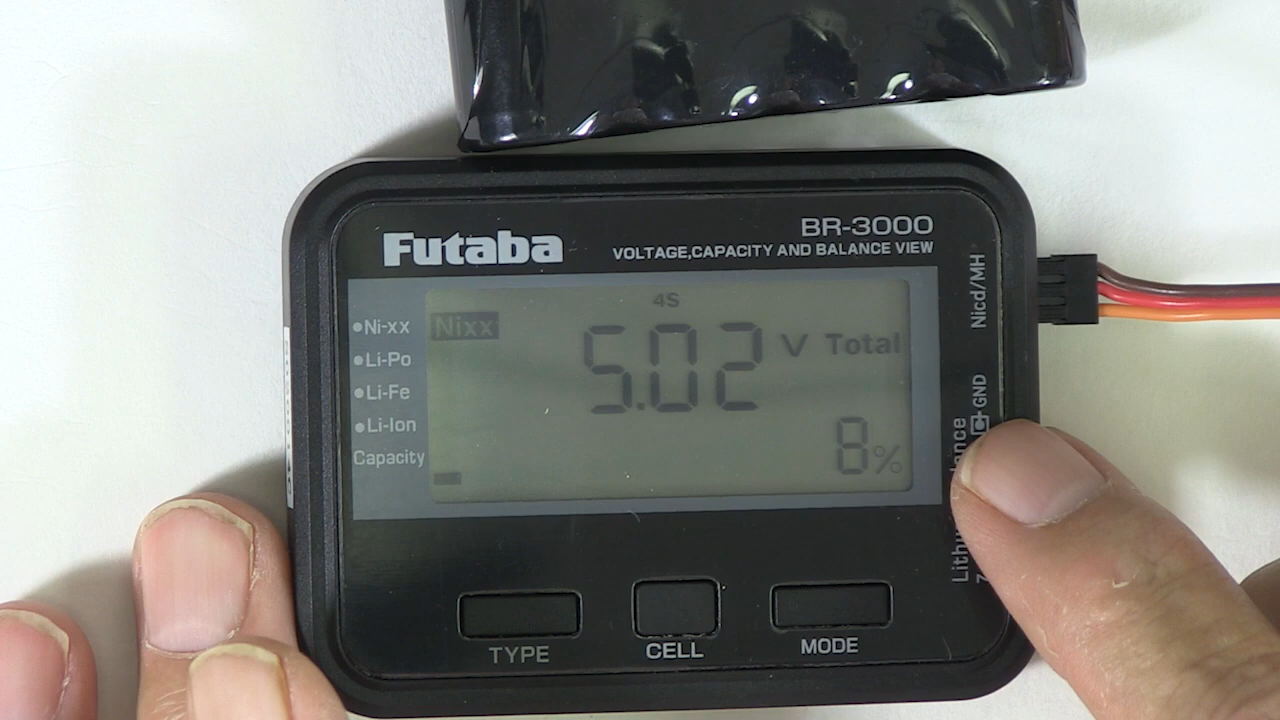 Futaba
BR-3000
VOLTAGE,CAPACITY AND BALANCE VIEW
Nicd/MH
4S
•Ni-xx
Nixx
5.02 V Total
•Li-Po
•Li-Fe
•Li-Ion
Capacity
8%
GND
TYPE
CELL
MODE